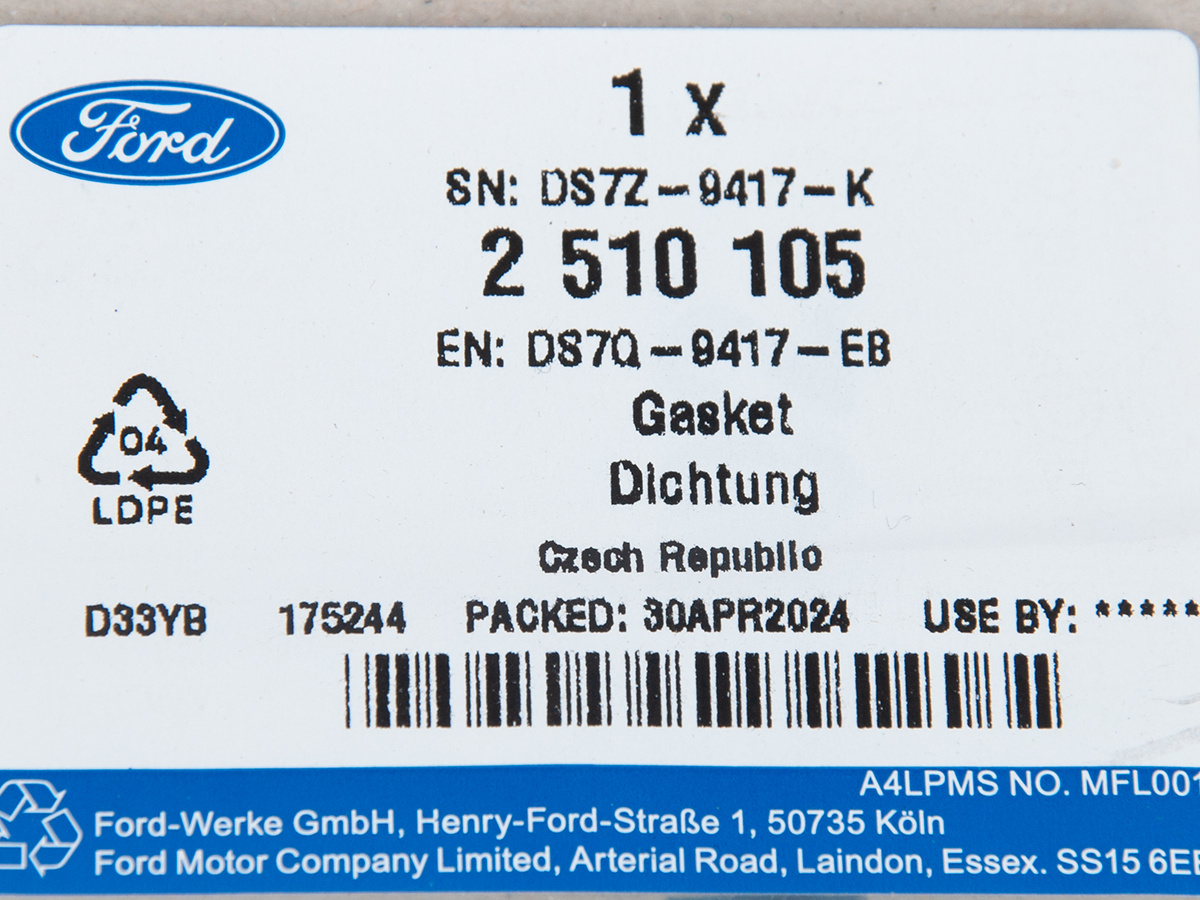 Ford
1 x
SN: DS7Z-9417-K
2 510 105
EN: DS7Q-9417-EB
Gasket
04
Dichtung
LDPE
Czech Republic
D33YB 175244 PACKED: 30APR2024 USE BY: *****
A4LPMS NO. MFL001
Ford-Werke GmbH, Henry-Ford-Straße 1, 50735 Köln
Ford Motor Company Limited, Arterial Road, Laindon, Essex. SS15 6EE